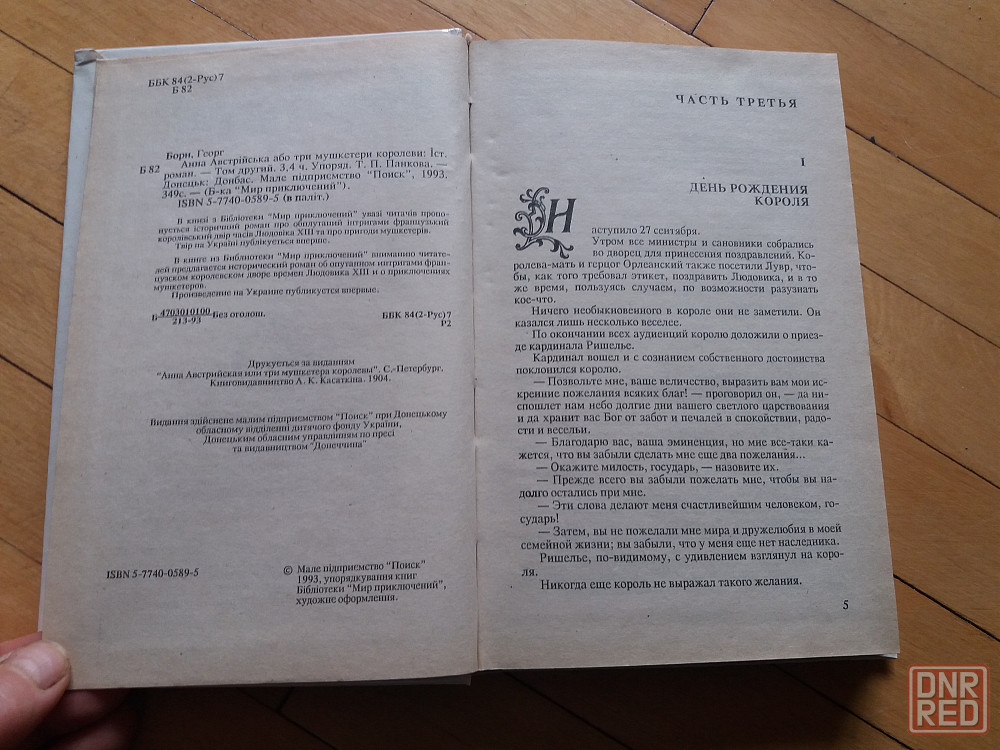 ББК 84(2-Рус)7
Б 82
Борн, Георг
Б 82 Анна Австрійська або три мушкетери королеви: Іст.
роман. — Том другий. 3,4 ч. Упоряд. Т. П. Панкова. —
Донецьк: Донбас. Мале підприємство “Поиск”, 1993,
349с. — (Б-ка “Мир приключений”).
ISBN 5-7740-0589-5 (в паліт.)
В книзі з Бібліотеки “Мир приключений” увазі читачів пропо-
нується історичний роман про обплутаний інтригами французький
королівський двір часів Людовіка XIII та про пригоди мушкетерів.
Твір на Україні публікується вперше.
В книге из Библиотеки “Мир приключений” вниманию читате-
лей предлагается исторический роман об опутанном интригами фран-
пузском королевском дворе времен Людовика XIII и о приключениях
мушкетеров.
Произведение на Украине публикуется впервые.
Б 4703010100 Без оголош. ББК 84(2-Рус)7
213-93 Р2
Друкується за виданням
“Анна Австрийская или три мушкетера королевы”. С.-Петербург,
Книговидавництво А. К. Касаткіна. 1904.
Видання здійснене малим підприємством “Поиск” при Донецькому
обласному відділенні дитячого фонду України,
Донецьким обласним управлінням по пресі
та видавництвом “Донеччина”
ISBN 5-7740-0589-5
© Мале підприємство “Поиск”
1993, упорядкування книг
Бібліотеки “Мир приключений”,
художнє оформлення.
ЧАСТЬ ТРЕТЬЯ
I
ДЕНЬ РОЖДЕНИЯ
КОРОЛЯ
Н
аступило 27 сентября.
Утром все министры и сановники собрались
во дворец для принесения поздравлений. Ко-
ролева-мать и герцог Орлеанский также посетили Лувр, что-
бы, как того требовал этикет, поздравить Людовика, и в то
же время, пользуясь случаем, по возможности разузнать
кое-что.
Ничего необыкновенного в короле они не заметили. Он
казался лишь несколько веселее.
По окончании всех аудиенций королю доложили о приез-
де кардинала Ришелье.
Кардинал вошел и с сознанием собственного достоинства
поклонился королю.
— Позвольте мне, ваше величество, выразить вам мои ис-
кренние пожелания всяких благ! — проговорил он, — да ни-
спошлет нам небо долгие дни вашего светлого царствования
и да хранит вас Бог от забот и печалей в спокойствии, радо-
сти и весельи.
— Благодарю вас, ваша эминенция, но мне все-таки ка-
жется, что вы забыли сделать мне еще два пожелания...
— Окажите милость, государь, — назовите их.
— Прежде всего вы забыли пожелать мне, чтобы вы на-
долго остались при мне.
— Эти слова делают меня счастливейшим человеком, го-
сударь!
— Затем, вы не пожелали мне мира и дружелюбия в моей
семейной жизни; вы забыли, что у меня еще нет наследника.
Ришелье, по-видимому, с удивлением взглянул на коро-
ля.
Никогда еще король не выражал такого желания.
5
DNR
RED